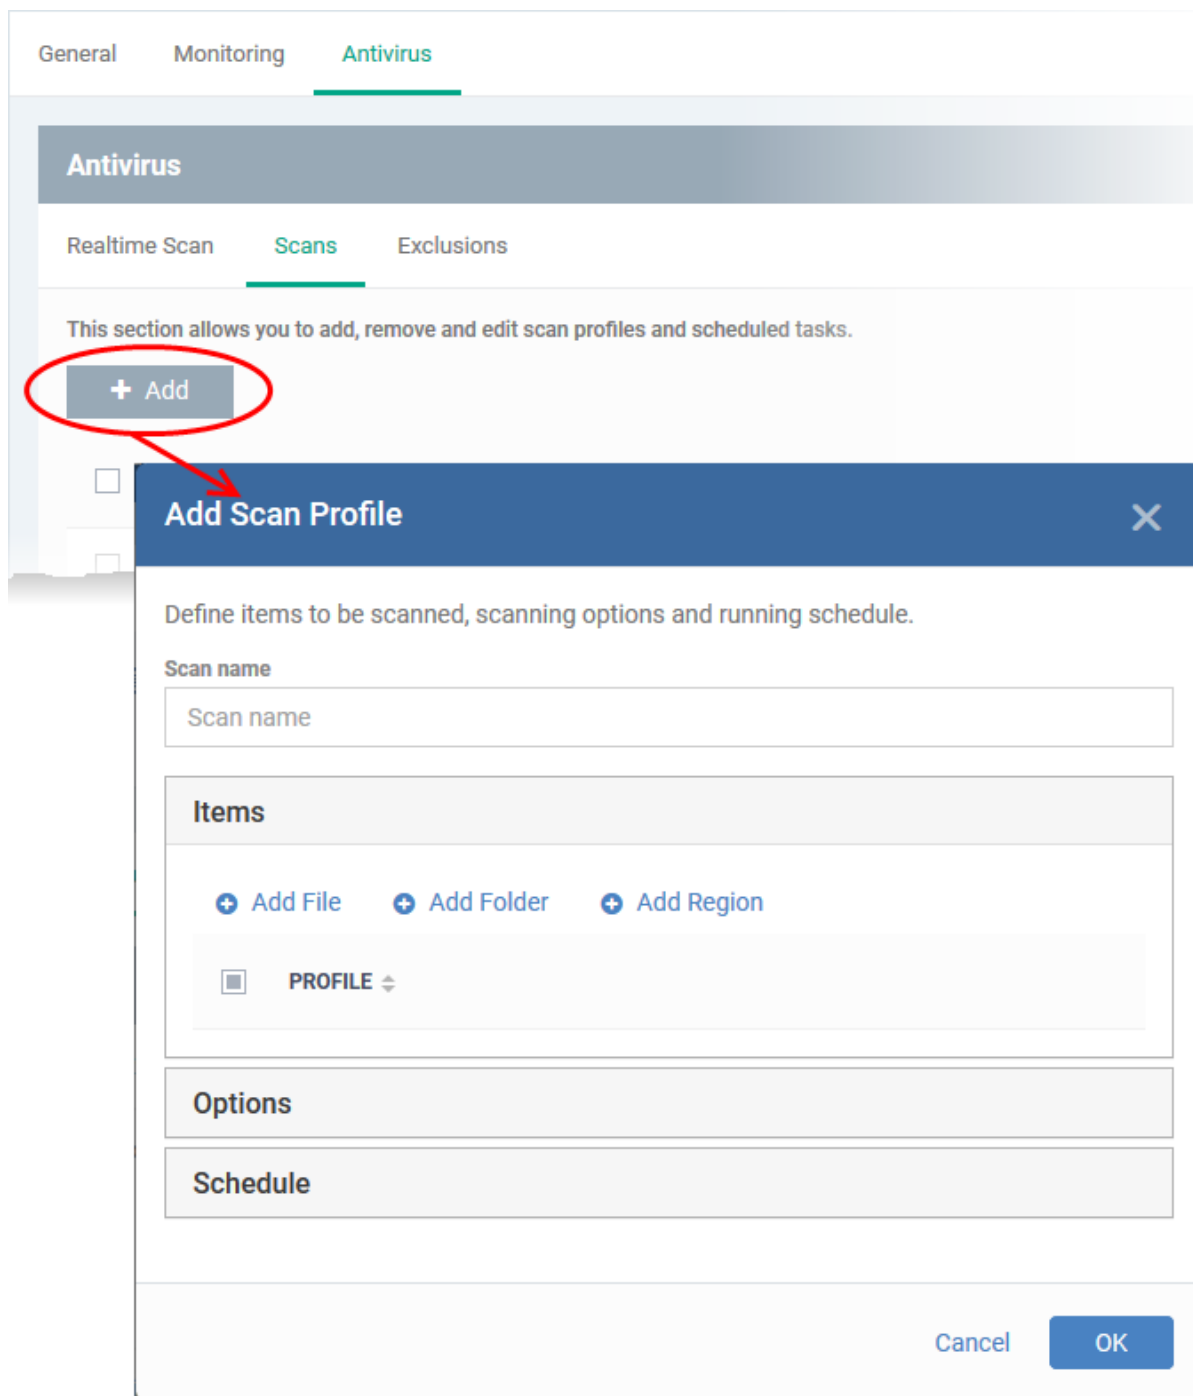 General Monitoring Antivirus
Antivirus
Realtime Scan Scans Exclusions
This section allows you to add, remove and edit scan profiles and scheduled tasks.
Add
Add Scan Profile
Define items to be scanned, scanning options and running schedule.
Scan name
Scan name
Items
Add File Add Folder Add Region
PROFILE
Options
Schedule
Cancel OK